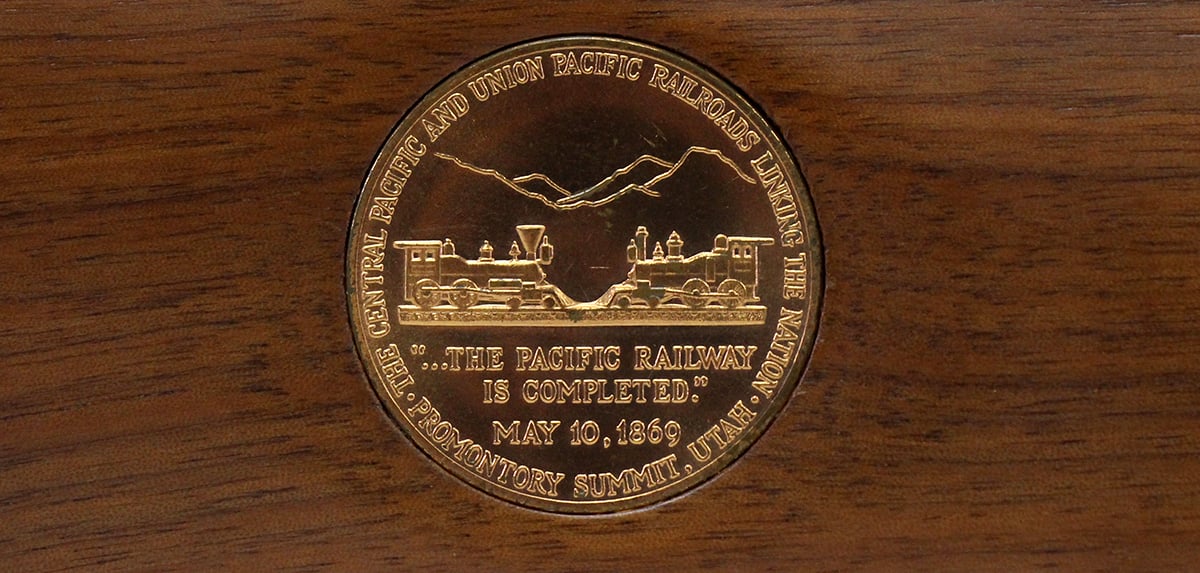 THE CENTRAL PACIFIC AND UNION PACIFIC RAILROADS LINKING THE NATION
"...THE PACIFIC RAILWAY
IS COMPLETED."
MAY 10, 1869
· PROMONTORY SUMMIT, UTAH ·